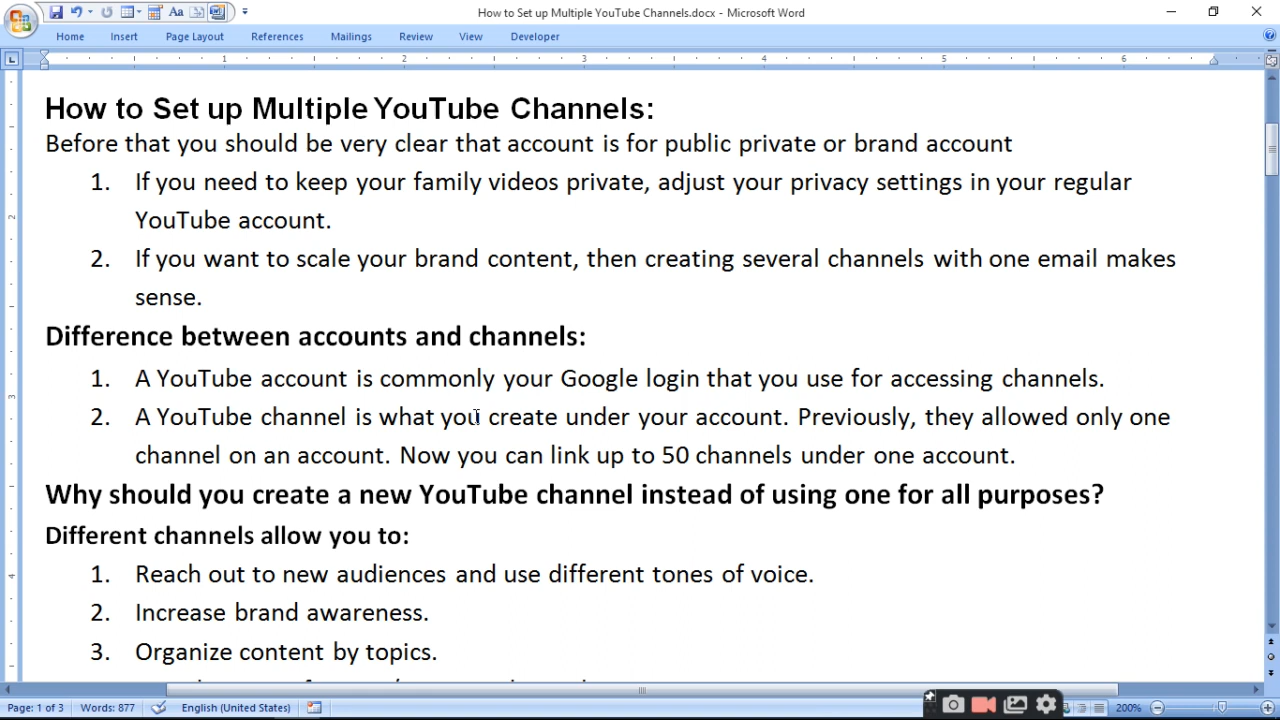 How to Set up Multiple YouTube Channels.docx - Microsoft Word
Home Insert Page Layout References Mailings Review View Developer
1 2 3 4 5 6
How to Set up Multiple YouTube Channels:
Before that you should be very clear that account is for public private or brand account
1. If you need to keep your family videos private, adjust your privacy settings in your regular
YouTube account.
2. If you want to scale your brand content, then creating several channels with one email makes
sense.
Difference between accounts and channels:
1. A YouTube account is commonly your Google login that you use for accessing channels.
2. A YouTube channel is what you create under your account. Previously, they allowed only one
channel on an account. Now you can link up to 50 channels under one account.
Why should you create a new YouTube channel instead of using one for all purposes?
Different channels allow you to:
1. Reach out to new audiences and use different tones of voice.
2. Increase brand awareness.
3. Organize content by topics.
Page: 1 of 3 Words: 877 English (United States) 200%